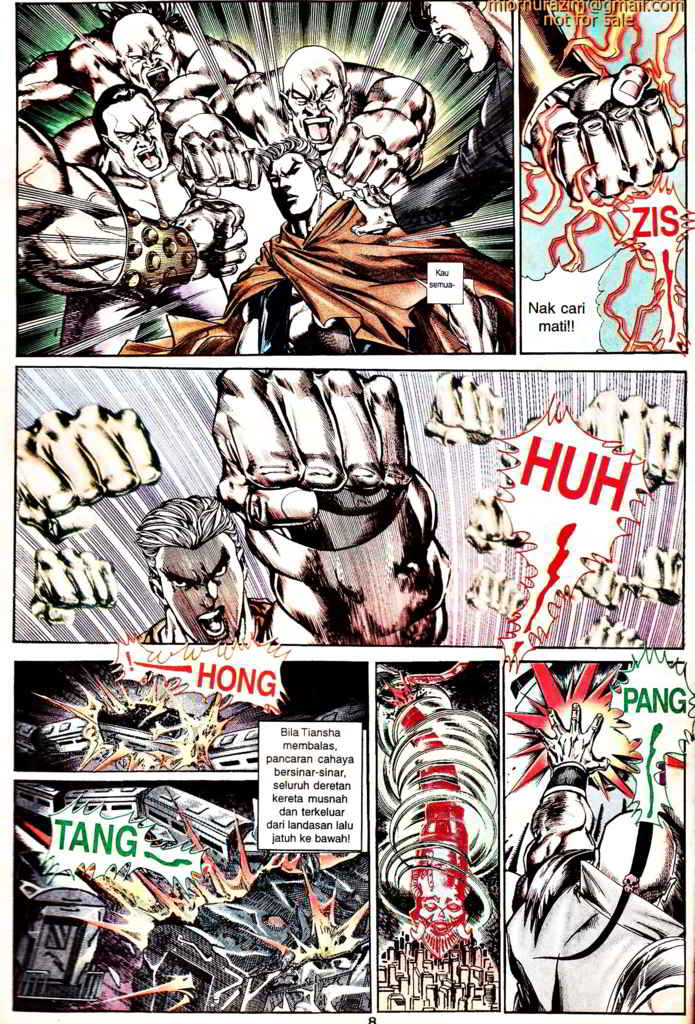 miomurazim@gmail.com
not for sale
Kau
semua-
ZIS
Nak cari
mati!!
HUH
! HONG
Bila Tiansha
membalas,
pancaran cahaya
bersinar-sinar,
seluruh deretan
kereta musnah
dan terkeluar
dari landasan lalu
jatuh ke bawah!
TANG
PANG
8